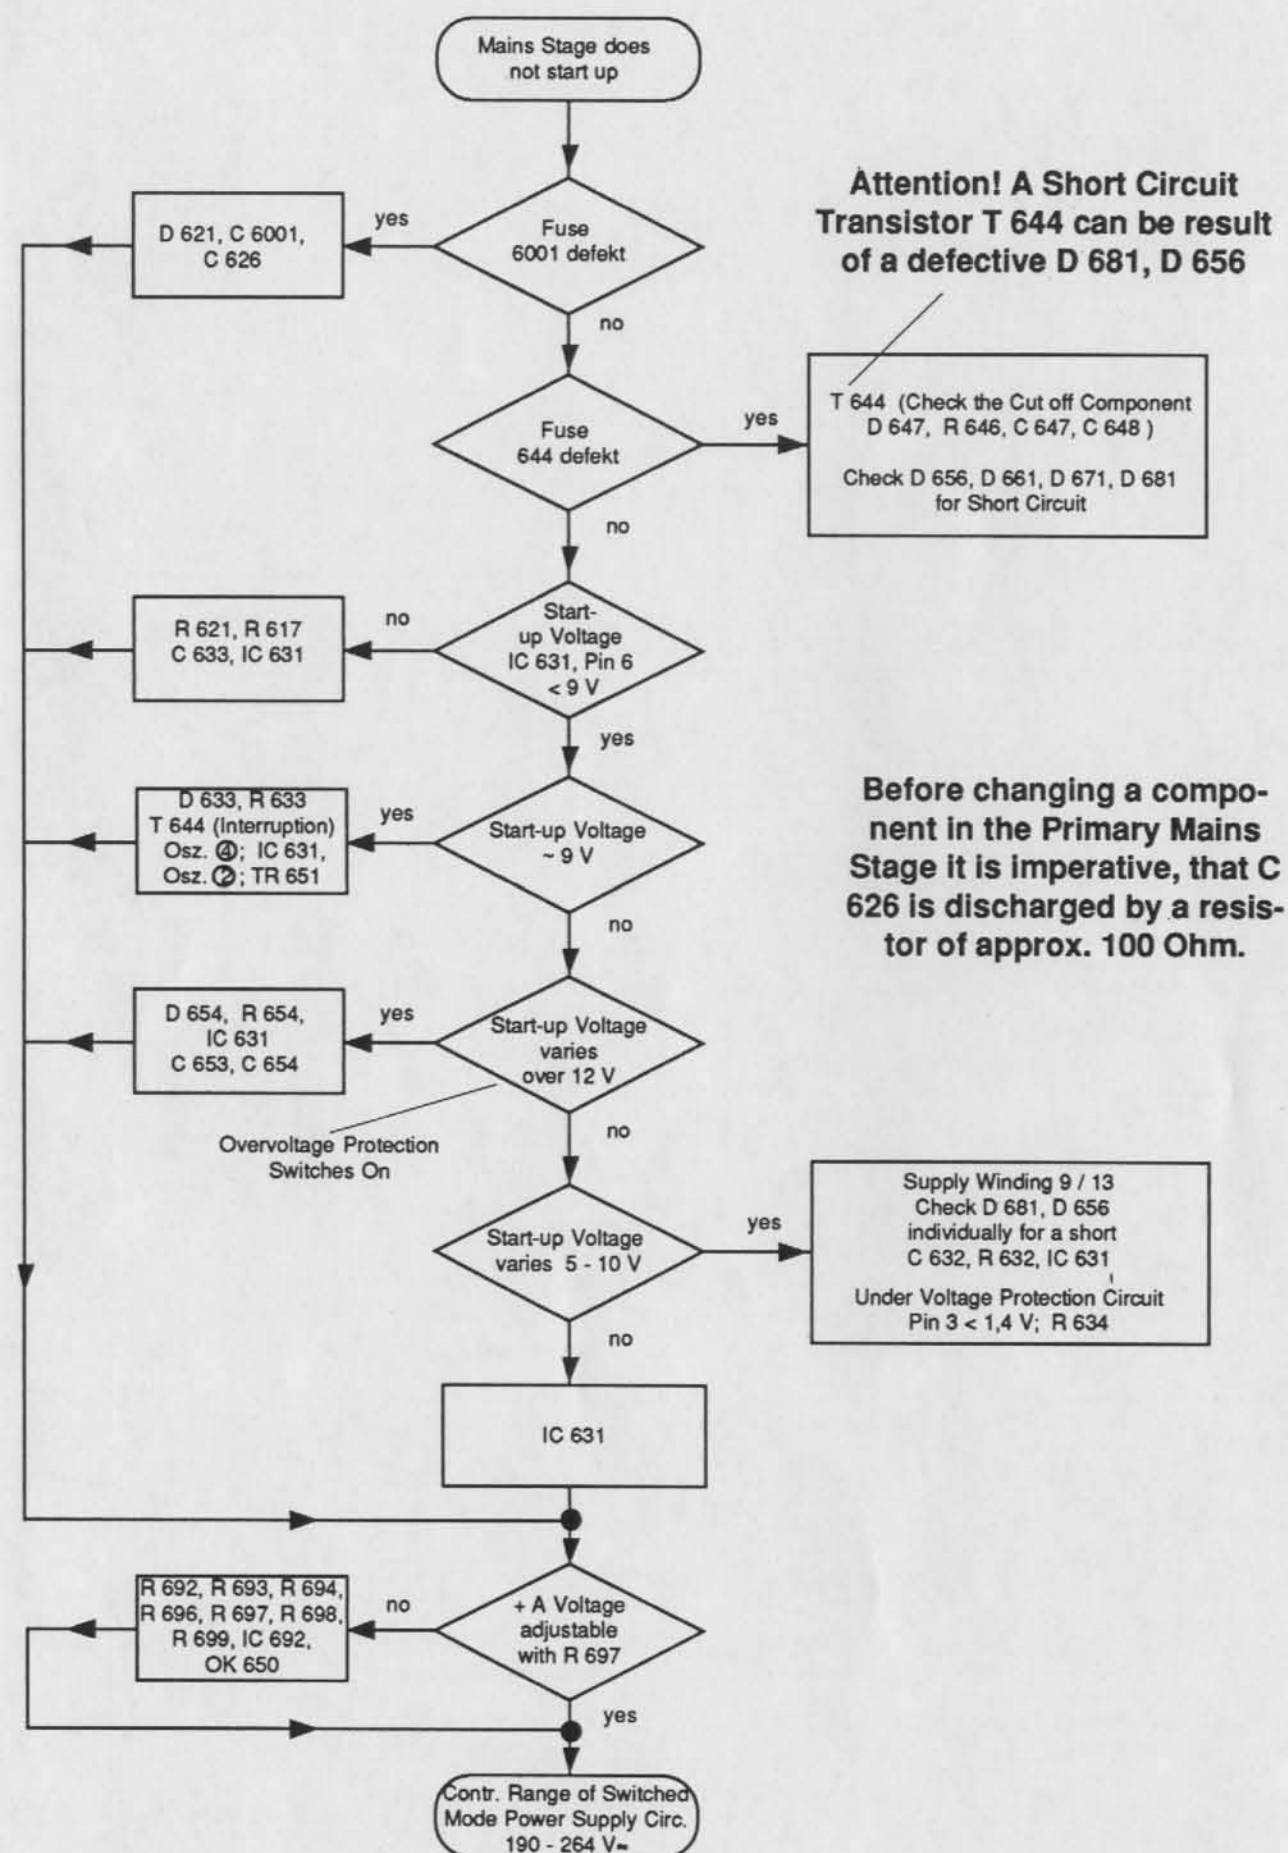 Mains Stage does
not start up
Fuse
6001 defekt
yes
D 621, C 6001,
C 626
no
Attention! A Short Circuit
Transistor T 644 can be result
of a defective D 681, D 656
Fuse
644 defekt
yes
T 644 (Check the Cut off Component
D 647, R 646, C 647, C 648 )
Check D 656, D 661, D 671, D 681
for Short Circuit
no
Start-
up Voltage
IC 631, Pin 6
< 9 V
no
R 621, R 617
C 633, IC 631
yes
Start-up Voltage
~ 9 V
yes
D 633, R 633
T 644 (Interruption)
Osz. ④; IC 631,
Osz. ②; TR 651
no
Before changing a compo-
nent in the Primary Mains
Stage it is imperative, that C
626 is discharged by a resis-
tor of approx. 100 Ohm.
Start-up Voltage
varies
over 12 V
yes
D 654, R 654,
IC 631
C 653, C 654
Overvoltage Protection
Switches On
no
Start-up Voltage
varies 5 - 10 V
yes
Supply Winding 9 / 13
Check D 681, D 656
individually for a short
C 632, R 632, IC 631
Under Voltage Protection Circuit
Pin 3 < 1,4 V; R 634
no
IC 631
+ A Voltage
adjustable
with R 697
no
R 692, R 693, R 694,
R 696, R 697, R 698,
R 699, IC 692,
OK 650
yes
Contr. Range of Switched
Mode Power Supply Circ.
190 - 264 V~